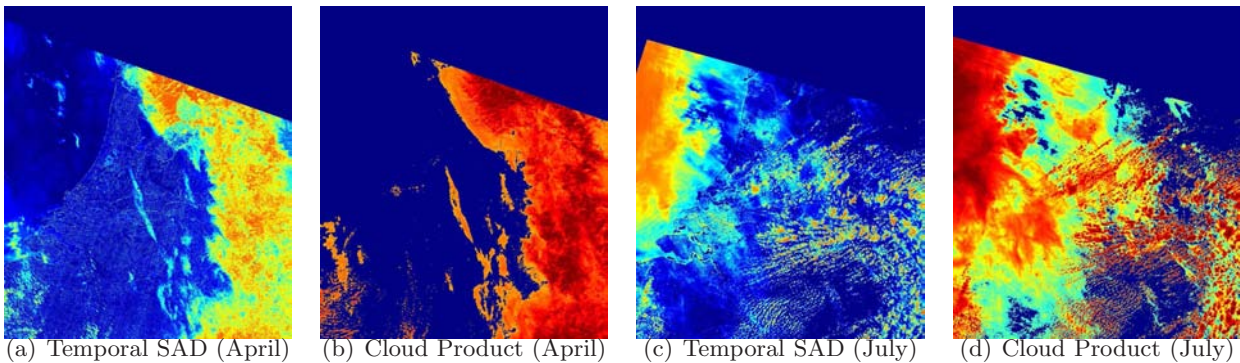 (a) Temporal SAD (April)
(b) Cloud Product (April)
(c) Temporal SAD (July)
(d) Cloud Product (July)